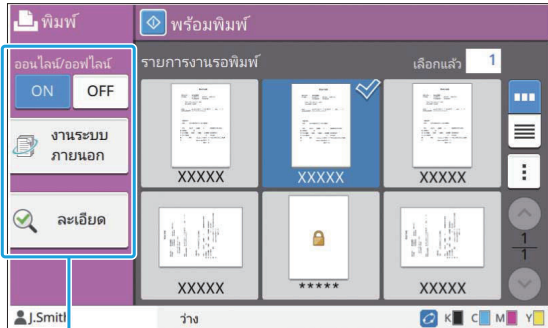 พิมพ์
พร้อมพิมพ์
ออนไลน์/ออฟไลน์
ON OFF
งานระบบ
ภายนอก
ละเอียด
รายการงานรอพิมพ์
เลือกแล้ว 1
XXXXX XXXXX XXXXX
XXXXX ***** XXXXX
1
1
J.Smith ว่าง K C M Y